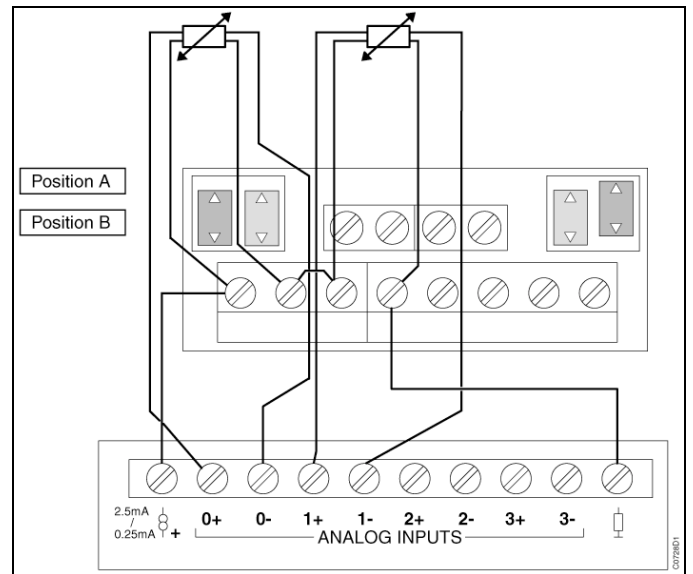 Position A
Position B
2.5mA
/
0.25mA
+
0+ 0- 1+ 1- 2+ 2- 3+ 3-
ANALOG INPUTS
C0728D1